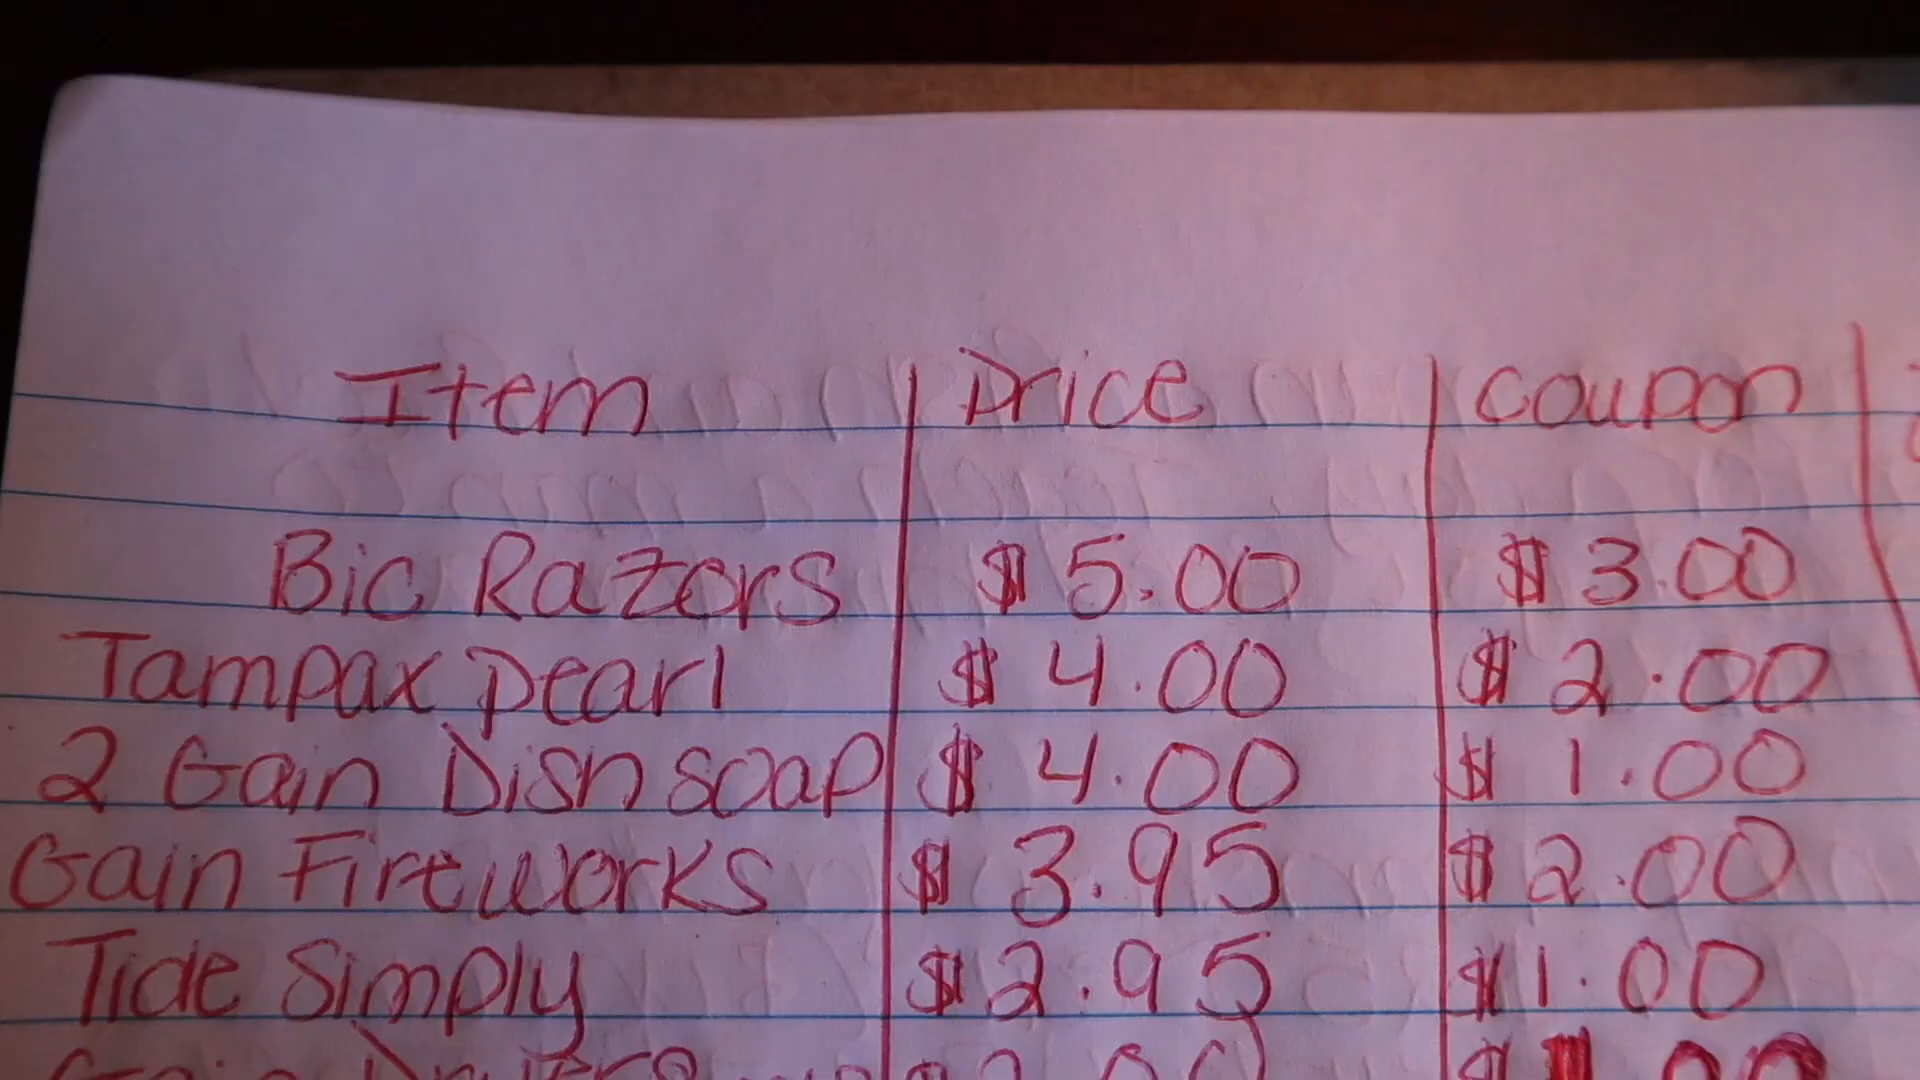 Item Price Coupon
Bic Razors $5.00 $3.00
Tampax Pearl $4.00 $2.00
2 Gain Dish soap $4.00 $1.00
Gain Fireworks $3.95 $2.00
Tide Simply $2.95 $1.00